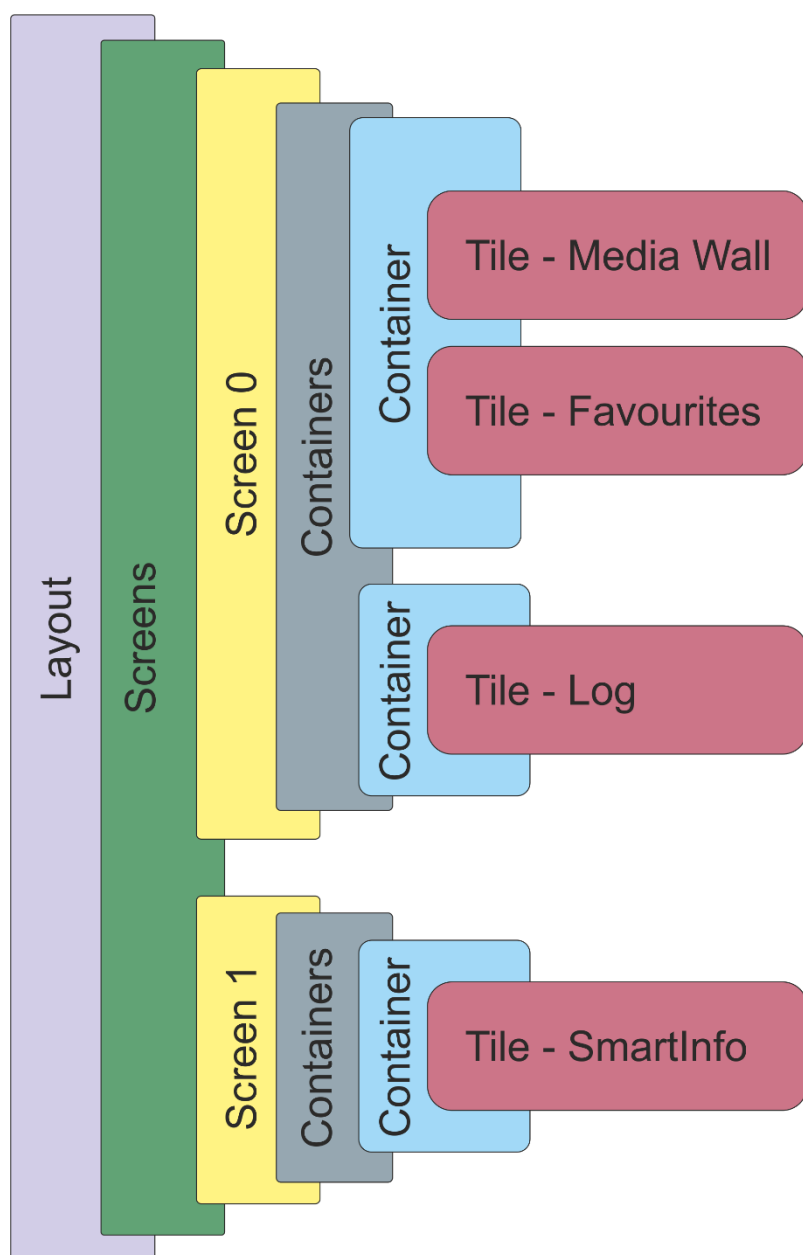 Layout
Screens
Screen 0
Containers
Container
Tile - Media Wall
Tile - Favourites
Container
Tile - Log
Screen 1
Containers
Container
Tile - SmartInfo